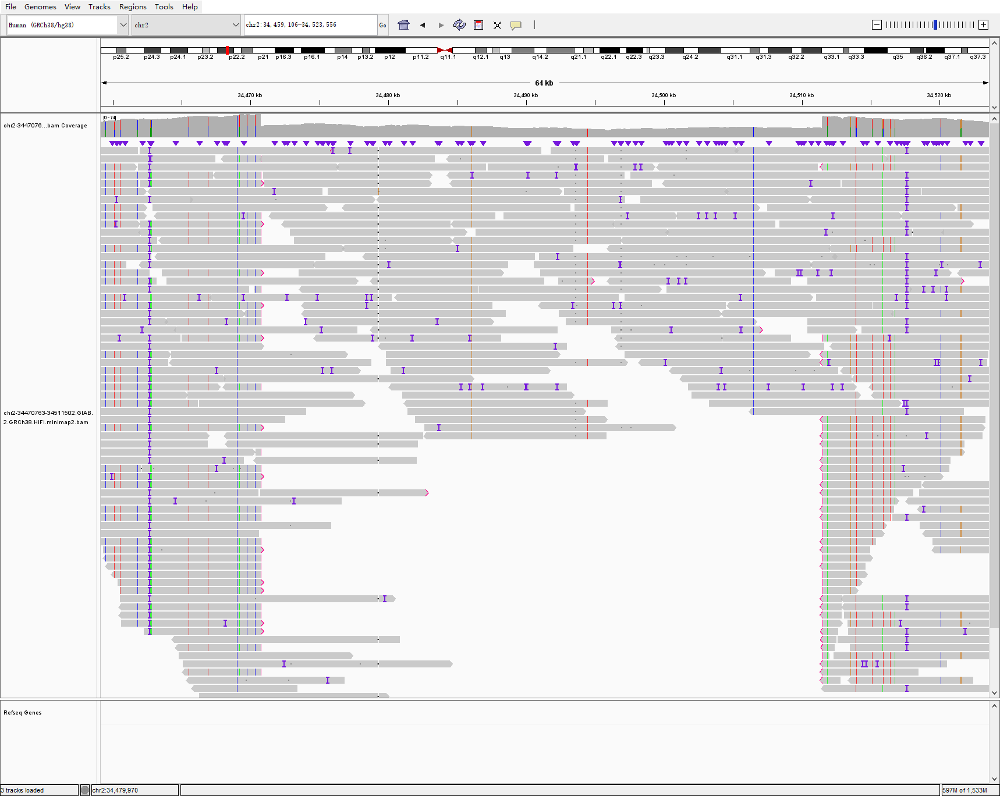 File Genomes View Tracks Regions Tools Help
Human (GRCh38/hg38) chr2 chr2:34,459,106-34,523,556 Go
p25.2 p24.3 p24.1 p23.2 p22.2 p21 p16.3 p16.1 p14 p13.2 p12 p11.2 q11.1 q12.1 q13 q14.2 q21.1 q22.1 q22.3 q23.3 q24.2 q31.1 q31.3 q32.2 q33.1 q33.3 q35 q36.2 q37.1 q37.3
64 kb
34,470 kb 34,480 kb 34,490 kb 34,500 kb 34,510 kb 34,520 kb
chr2-3447076...bam Coverage
chr2-34470763-34511502.GIAB.
2.GRCh38.HiFi.minimap2.bam
Refseq Genes
3 tracks loaded chr2:34,479,970 597M of 1,533M